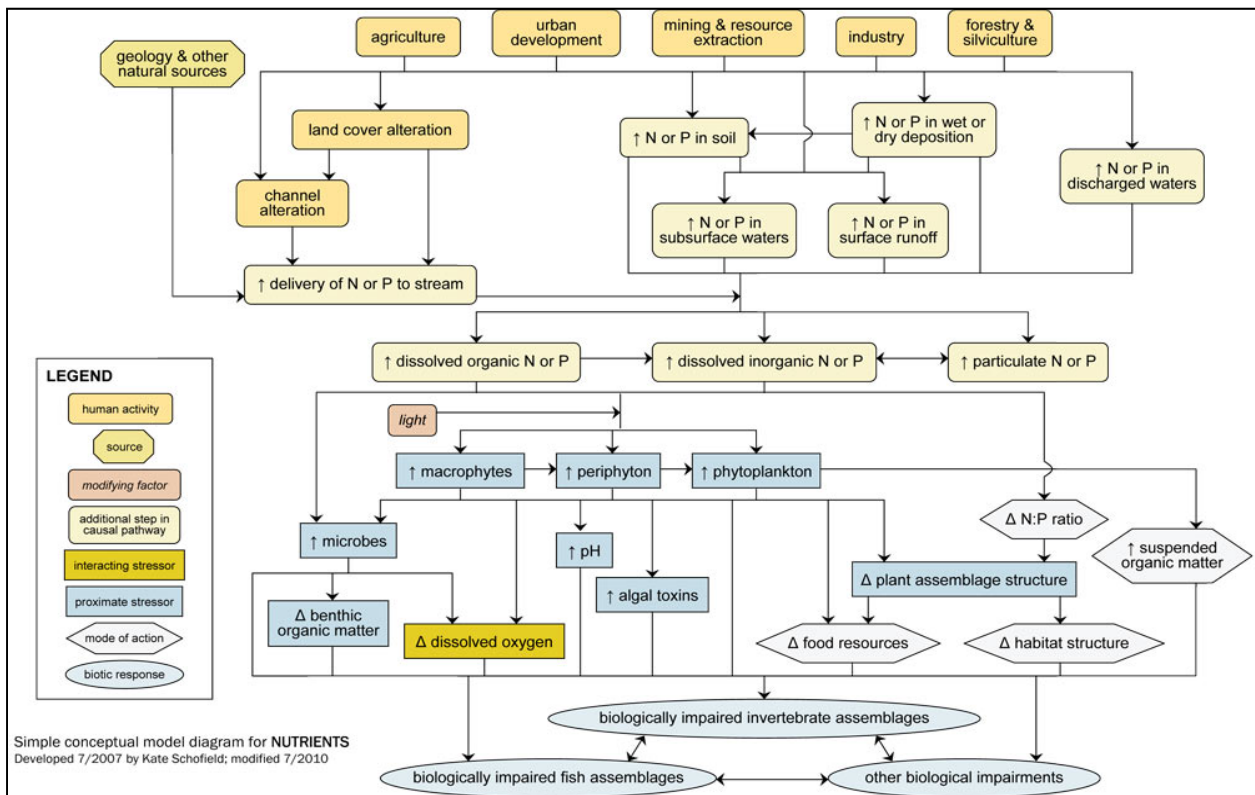 agriculture
urban
development
mining & resource
extraction
industry
forestry &
silviculture
geology & other
natural sources
land cover alteration
↑ N or P in soil
↑ N or P in wet or
dry deposition
↑ N or P in
discharged waters
channel
alteration
↑ N or P in
subsurface waters
↑ N or P in
surface runoff
↑ delivery of N or P to stream
↑ dissolved organic N or P
↑ dissolved inorganic N or P
↑ particulate N or P
LEGEND
human activity
source
modifying factor
additional step in
causal pathway
interacting stressor
proximate stressor
mode of action
biotic response
light
↑ macrophytes
↑ periphyton
↑ phytoplankton
Δ N:P ratio
↑ suspended
organic matter
↑ microbes
↑ pH
↑ algal toxins
Δ plant assemblage structure
Δ benthic
organic matter
Δ dissolved oxygen
Δ food resources
Δ habitat structure
biologically impaired invertebrate assemblages
biologically impaired fish assemblages
other biological impairments
Simple conceptual model diagram for NUTRIENTS
Developed 7/2007 by Kate Schofield; modified 7/2010